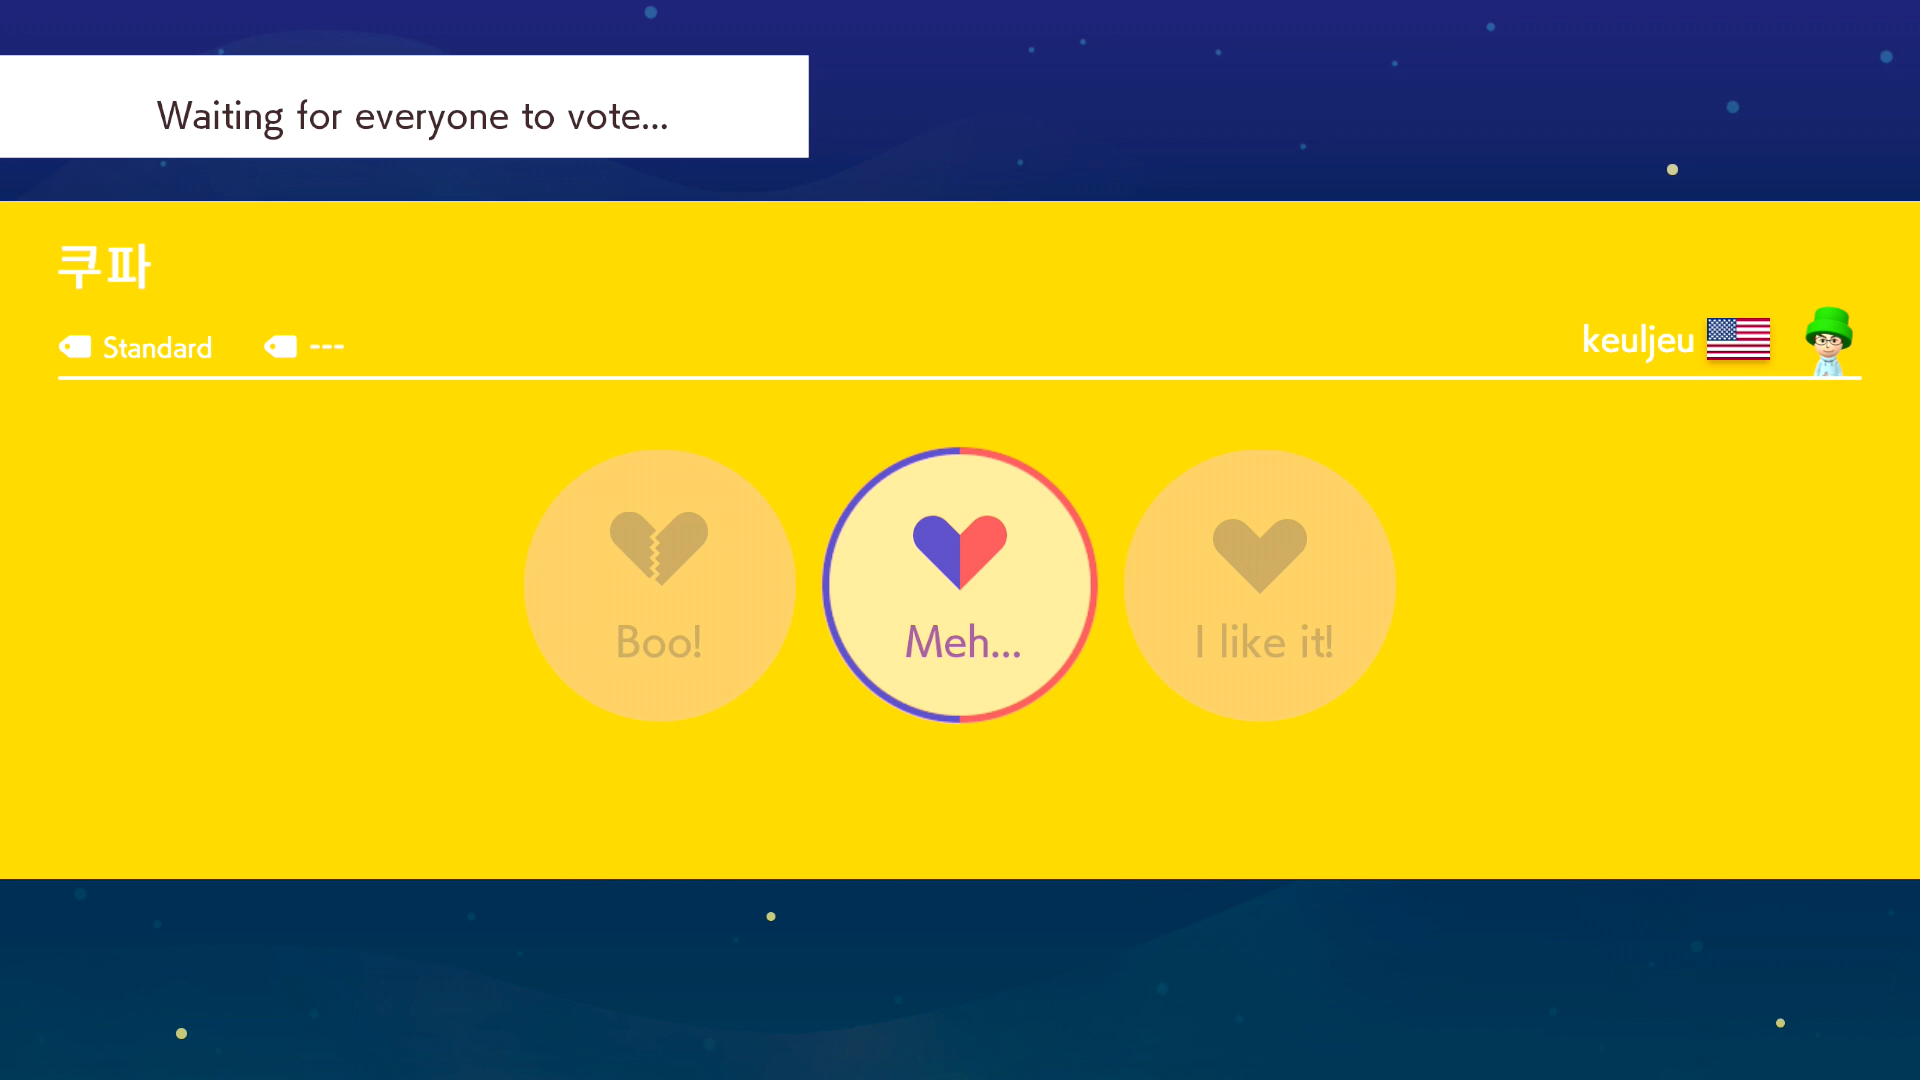 Waiting for everyone to vote...
쿠파
Standard
---
keuljeu
Boo!
Meh...
I like it!